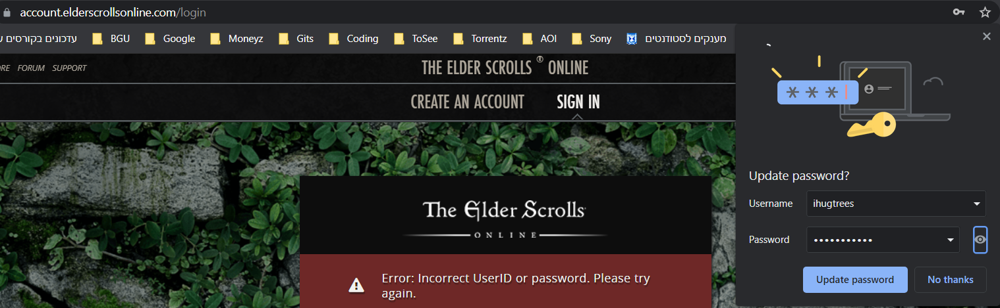 account.elderscrollsonline.com/login
עדכונים בקורסים
BGU
Google
Moneyz
Gits
Coding
ToSee
Torrentz
AOI
Sony
מענקים לסטודנטים
FORUM
SUPPORT
THE ELDER SCROLLS ® ONLINE
CREATE AN ACCOUNT
SIGN IN
The Elder Scrolls
ONLINE
Error: Incorrect UserID or password. Please try
again.
* * *
Update password?
Username
ihugtrees
Password
•••••••••••
Update password
No thanks